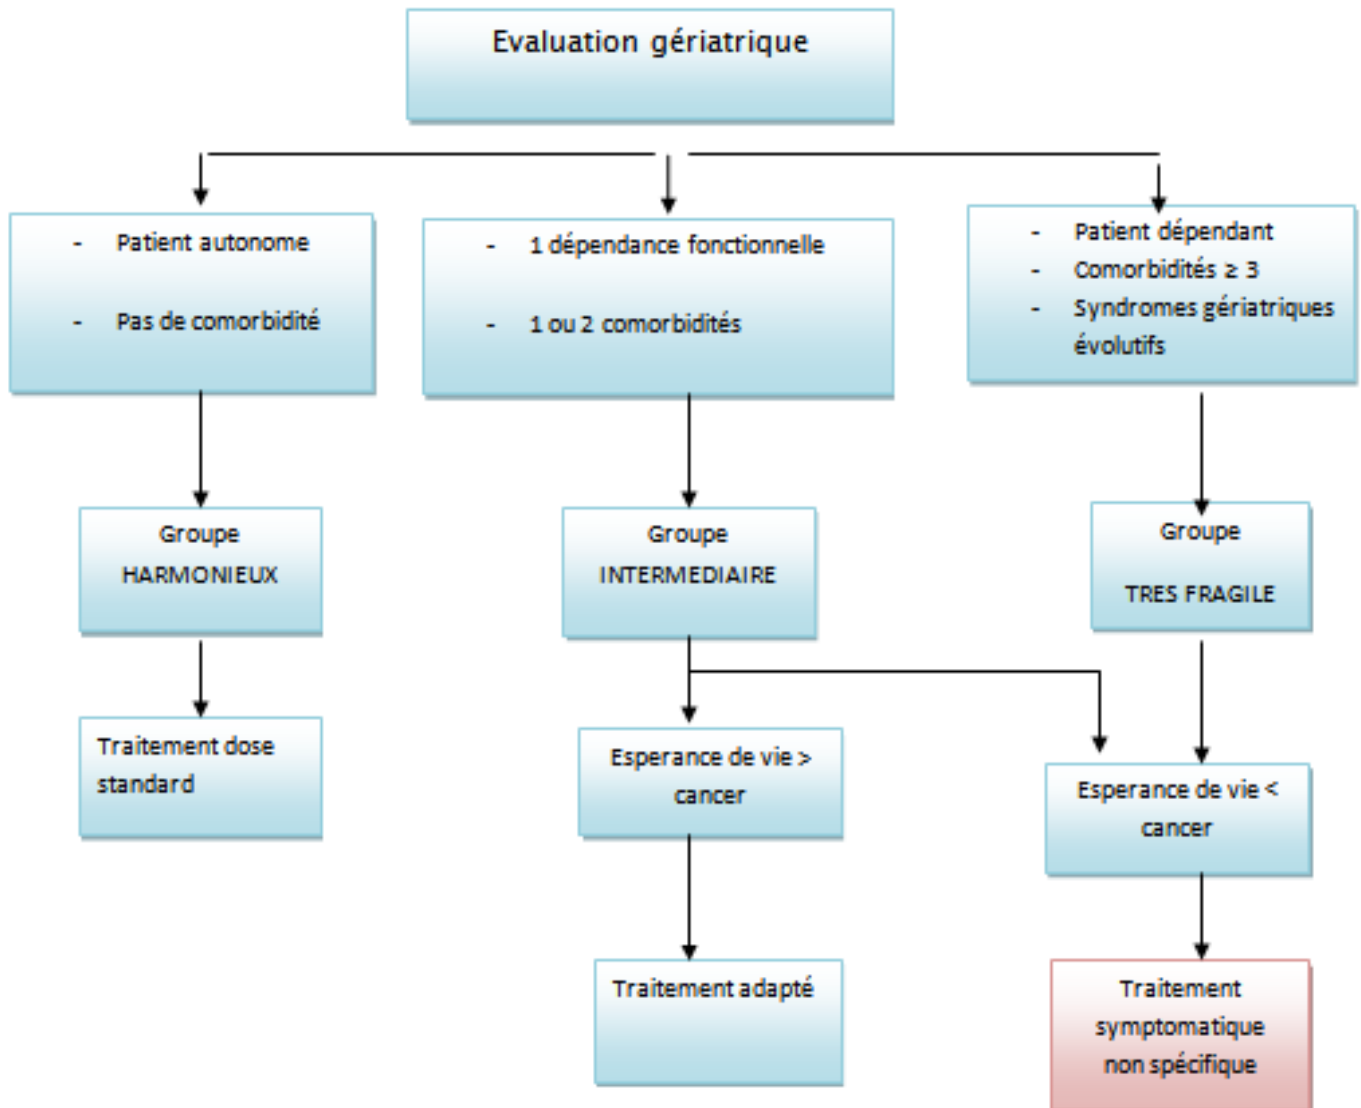 Evaluation gériatrique
- Patient autonome
- Pas de comorbidité
- 1 dépendance fonctionnelle
- 1 ou 2 comorbidités
- Patient dépendant
- Comorbidités ≥ 3
- Syndromes gériatriques
évolutifs
Groupe
HARMONIEUX
Groupe
INTERMEDIAIRE
Groupe
TRES FRAGILE
Traitement dose
standard
Esperance de vie >
cancer
Esperance de vie <
cancer
Traitement adapté
Traitement
symptomatique
non spécifique